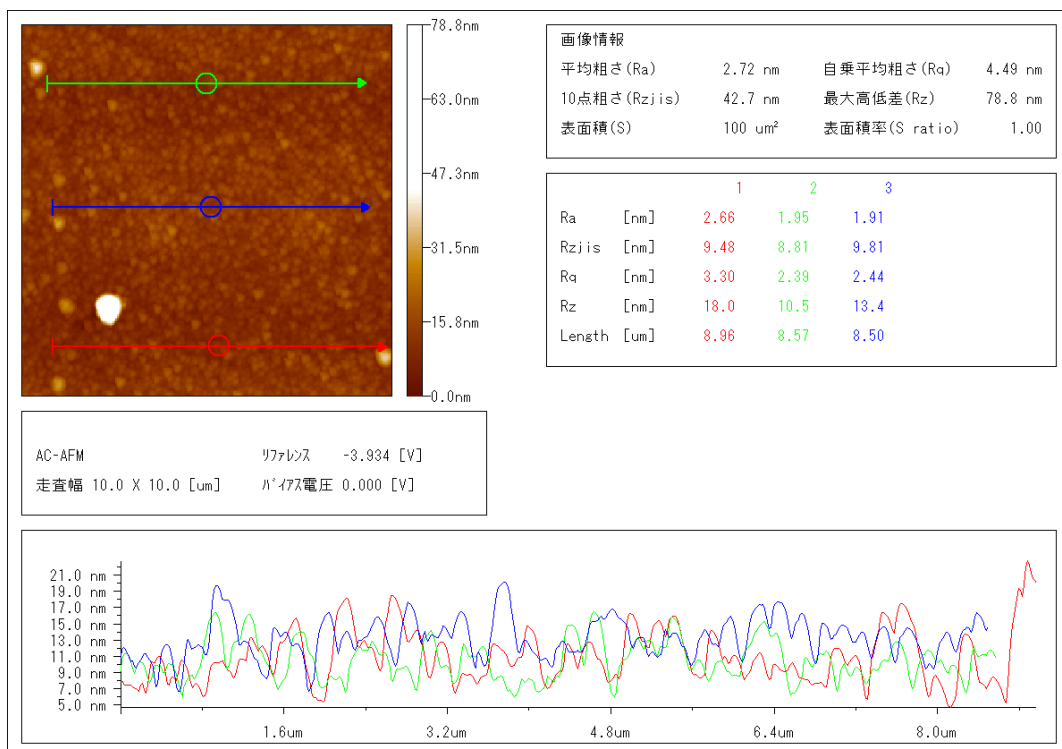 78.8nm
63.0nm
47.3nm
31.5nm
15.8nm
0.0nm
画像情報
平均粗さ(Ra) 2.72 nm 自乗平均粗さ(Rq) 4.49 nm
10点粗さ(Rzjis) 42.7 nm 最大高低差(Rz) 78.8 nm
表面積(S) 100 um² 表面積率(S ratio) 1.00
1 2 3
Ra [nm] 2.66 1.95 1.91
Rzjis [nm] 9.48 8.81 9.81
Rq [nm] 3.30 2.39 2.44
Rz [nm] 18.0 10.5 13.4
Length [um] 8.96 8.57 8.50
AC-AFM ﾘﾌｧﾚﾝｽ -3.934 [V]
走査幅 10.0 X 10.0 [um] ﾊﾞｲｱｽ電圧 0.000 [V]
21.0 nm
19.0 nm
17.0 nm
15.0 nm
13.0 nm
11.0 nm
9.0 nm
7.0 nm
5.0 nm
1.6um 3.2um 4.8um 6.4um 8.0um